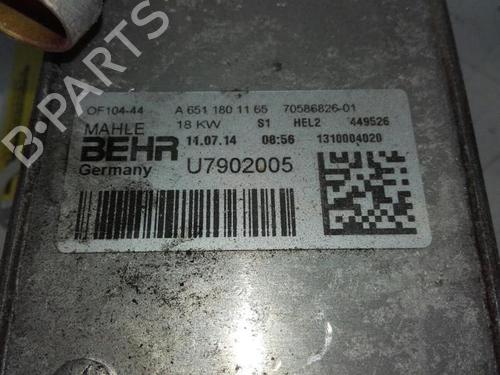 OF104-44 A 651 180 11 65 70586826-01
MAHLE 18 KW S1 HEL2 449526
BEHR 11.07.14 08:56 1310004020
Germany U7902005
B-PARTS